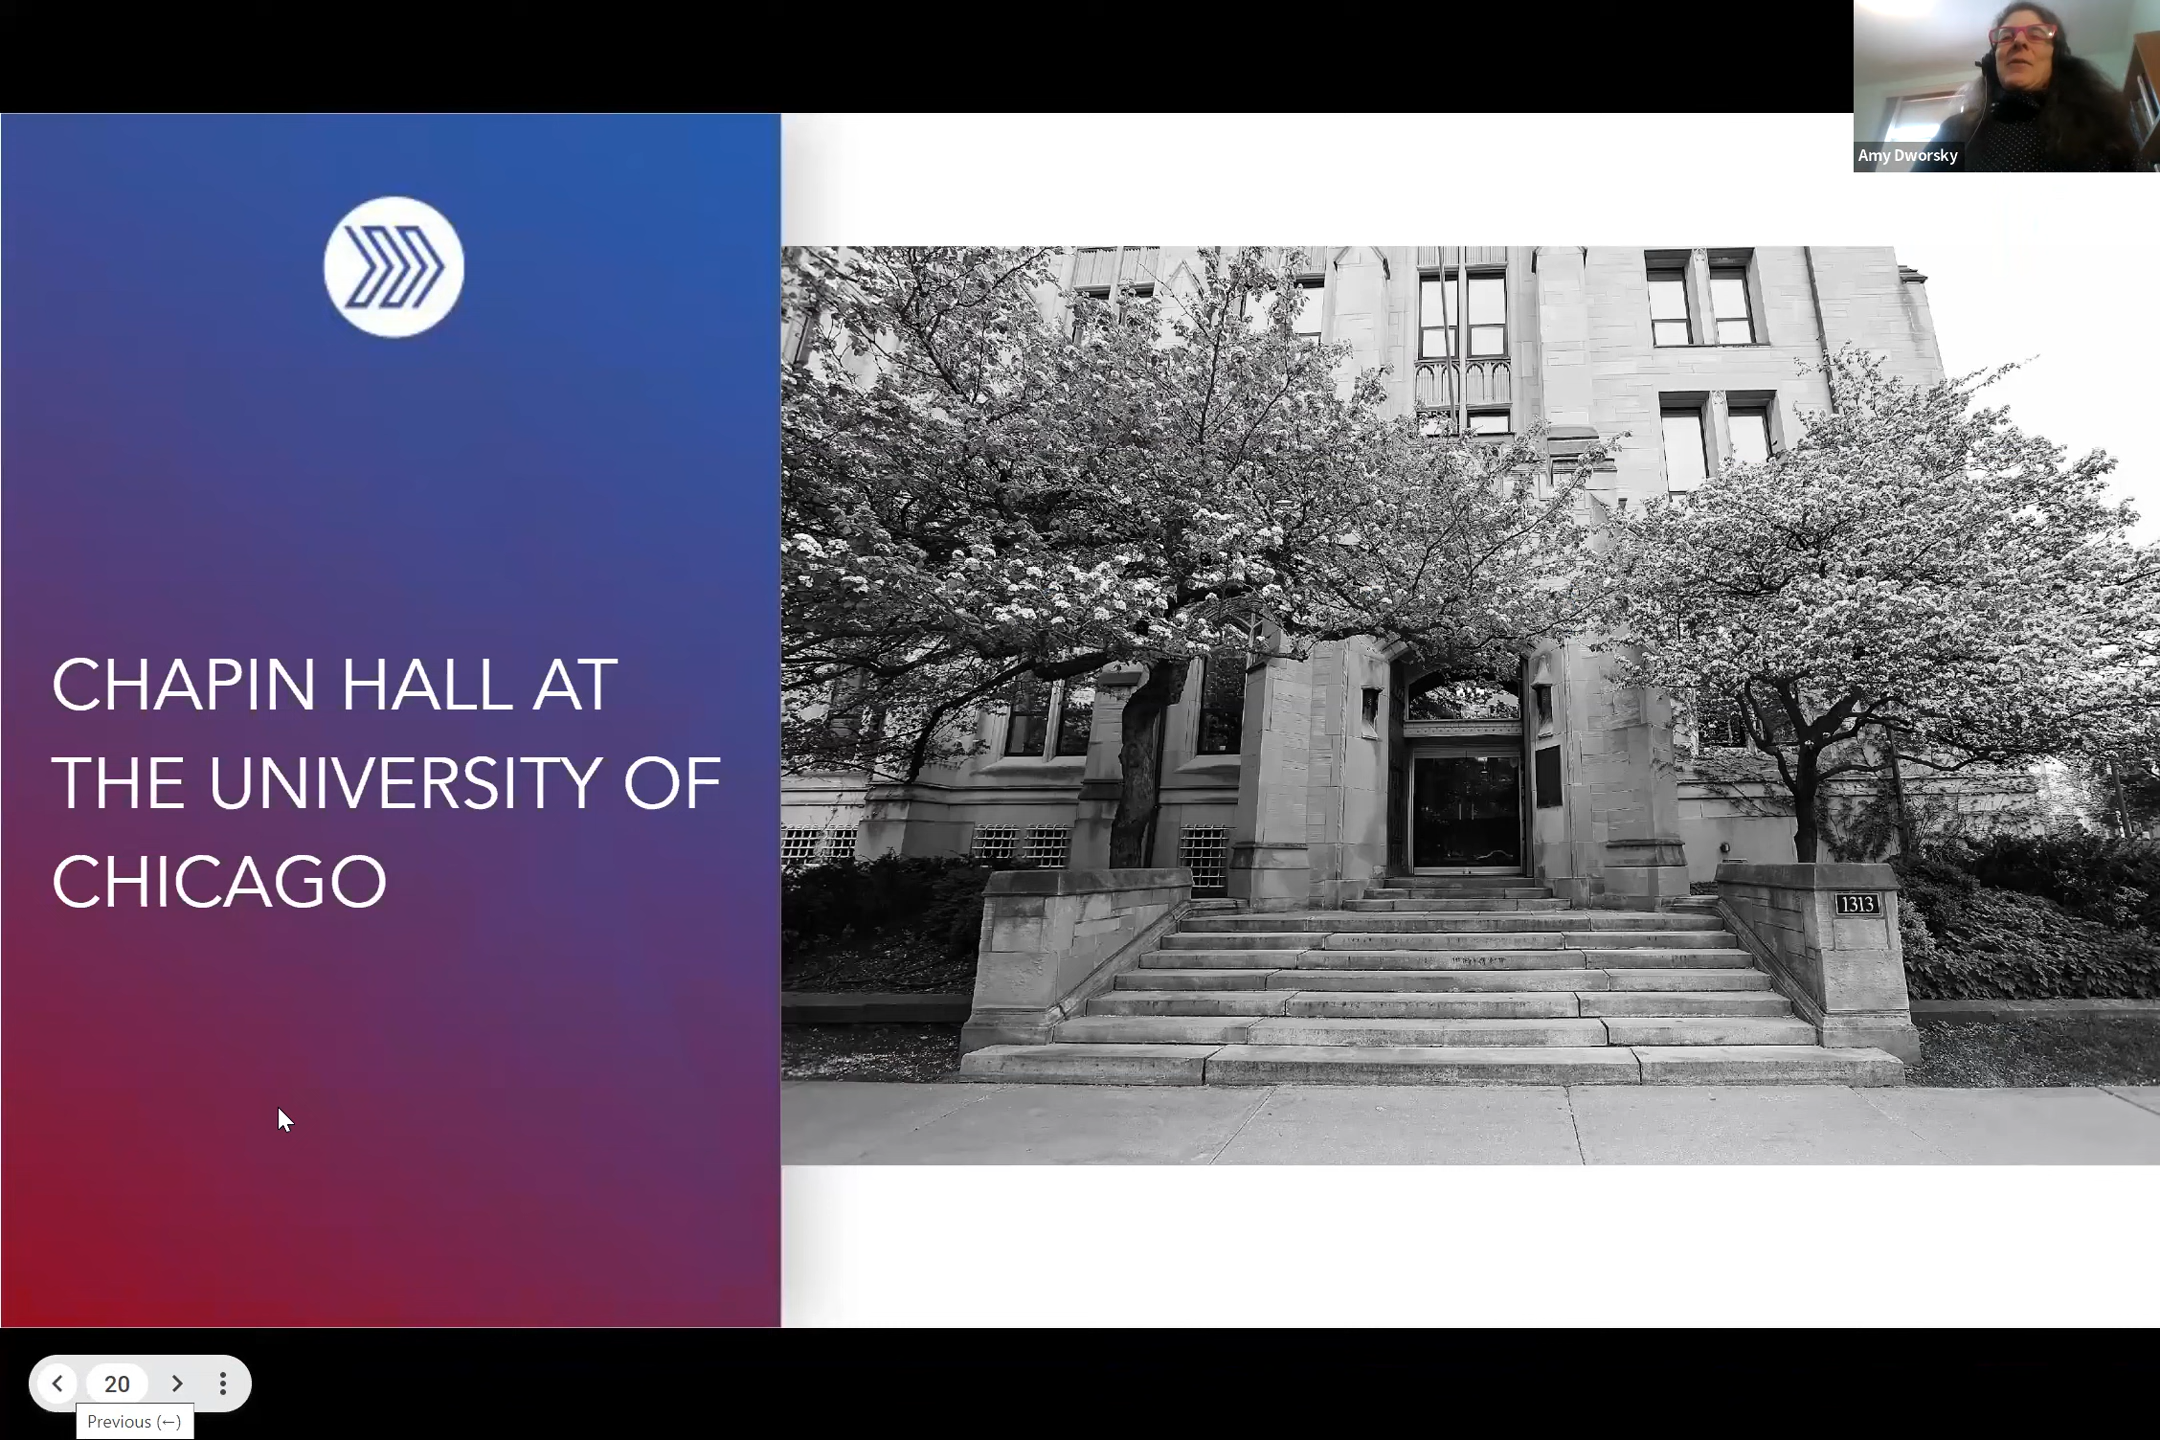 Amy Dworsky
CHAPIN HALL AT
THE UNIVERSITY OF
CHICAGO
1313
20
Previous (←)